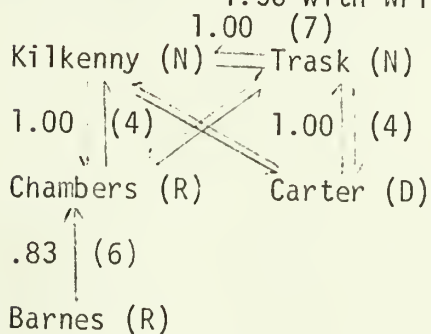 1.00 (7)
Kilkenny (N) Trask (N)
1.00 (4) 1.00 (4)
Chambers (R) Carter (D)
.83 (6)
Barnes (R)